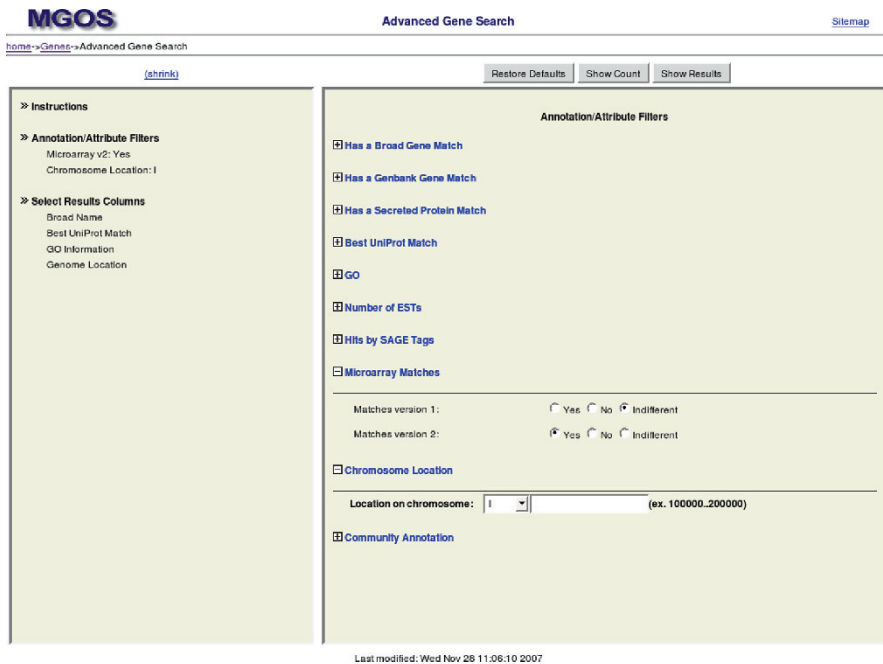 MGOS
Advanced Gene Search
Sitemap
home->Genes->Advanced Gene Search
(shrink)
Restore Defaults
Show Count
Show Results
» Instructions
» Annotation/Attribute Filters
Microarray v2: Yes
Chromosome Location: I
» Select Results Columns
Broad Name
Best UniProt Match
GO Information
Genome Location
Annotation/Attribute Filters
Has a Broad Gene Match
Has a Genbank Gene Match
Has a Secreted Protein Match
Best UniProt Match
GO
Number of ESTs
Hits by SAGE Tags
Microarray Matches
Matches version 1: Yes No Indifferent
Matches version 2: Yes No Indifferent
Chromosome Location
Location on chromosome: I (ex. 100000..200000)
Community Annotation
Last modified: Wed Nov 28 11:06:10 2007